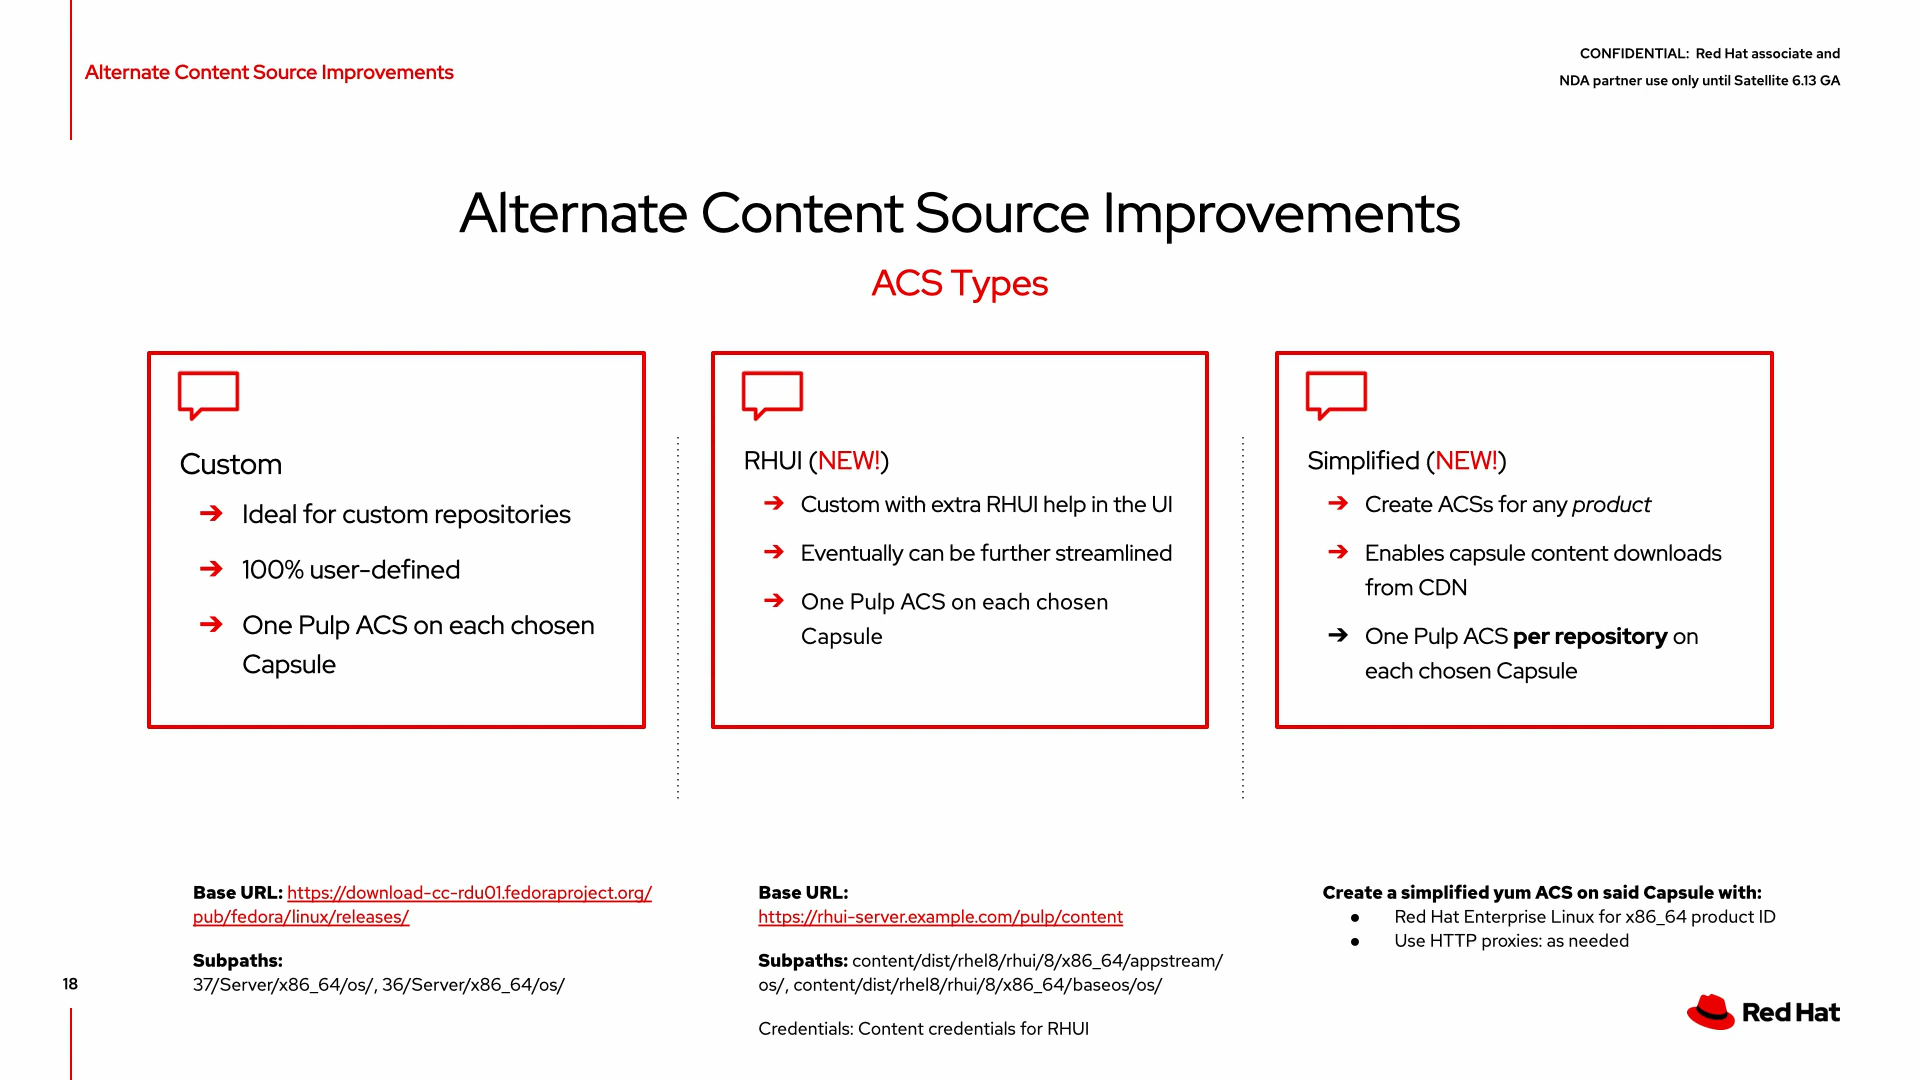 Alternate Content Source Improvements
CONFIDENTIAL: Red Hat associate and
NDA partner use only until Satellite 6.13 GA
Alternate Content Source Improvements
ACS Types
Custom
➔ Ideal for custom repositories
➔ 100% user-defined
➔ One Pulp ACS on each chosen
Capsule
RHUI (NEW!)
➔ Custom with extra RHUI help in the UI
➔ Eventually can be further streamlined
➔ One Pulp ACS on each chosen
Capsule
Simplified (NEW!)
➔ Create ACSs for any product
➔ Enables capsule content downloads
from CDN
➔ One Pulp ACS per repository on
each chosen Capsule
Base URL: https://download-cc-rdu01.fedoraproject.org/
pub/fedora/linux/releases/
Subpaths:
37/Server/x86_64/os/, 36/Server/x86_64/os/
Base URL:
https://rhui-server.example.com/pulp/content
Subpaths: content/dist/rhel8/rhui/8/x86_64/appstream/
os/, content/dist/rhel8/rhui/8/x86_64/baseos/os/
Credentials: Content credentials for RHUI
Create a simplified yum ACS on said Capsule with:
● Red Hat Enterprise Linux for x86_64 product ID
● Use HTTP proxies: as needed
18
Red Hat